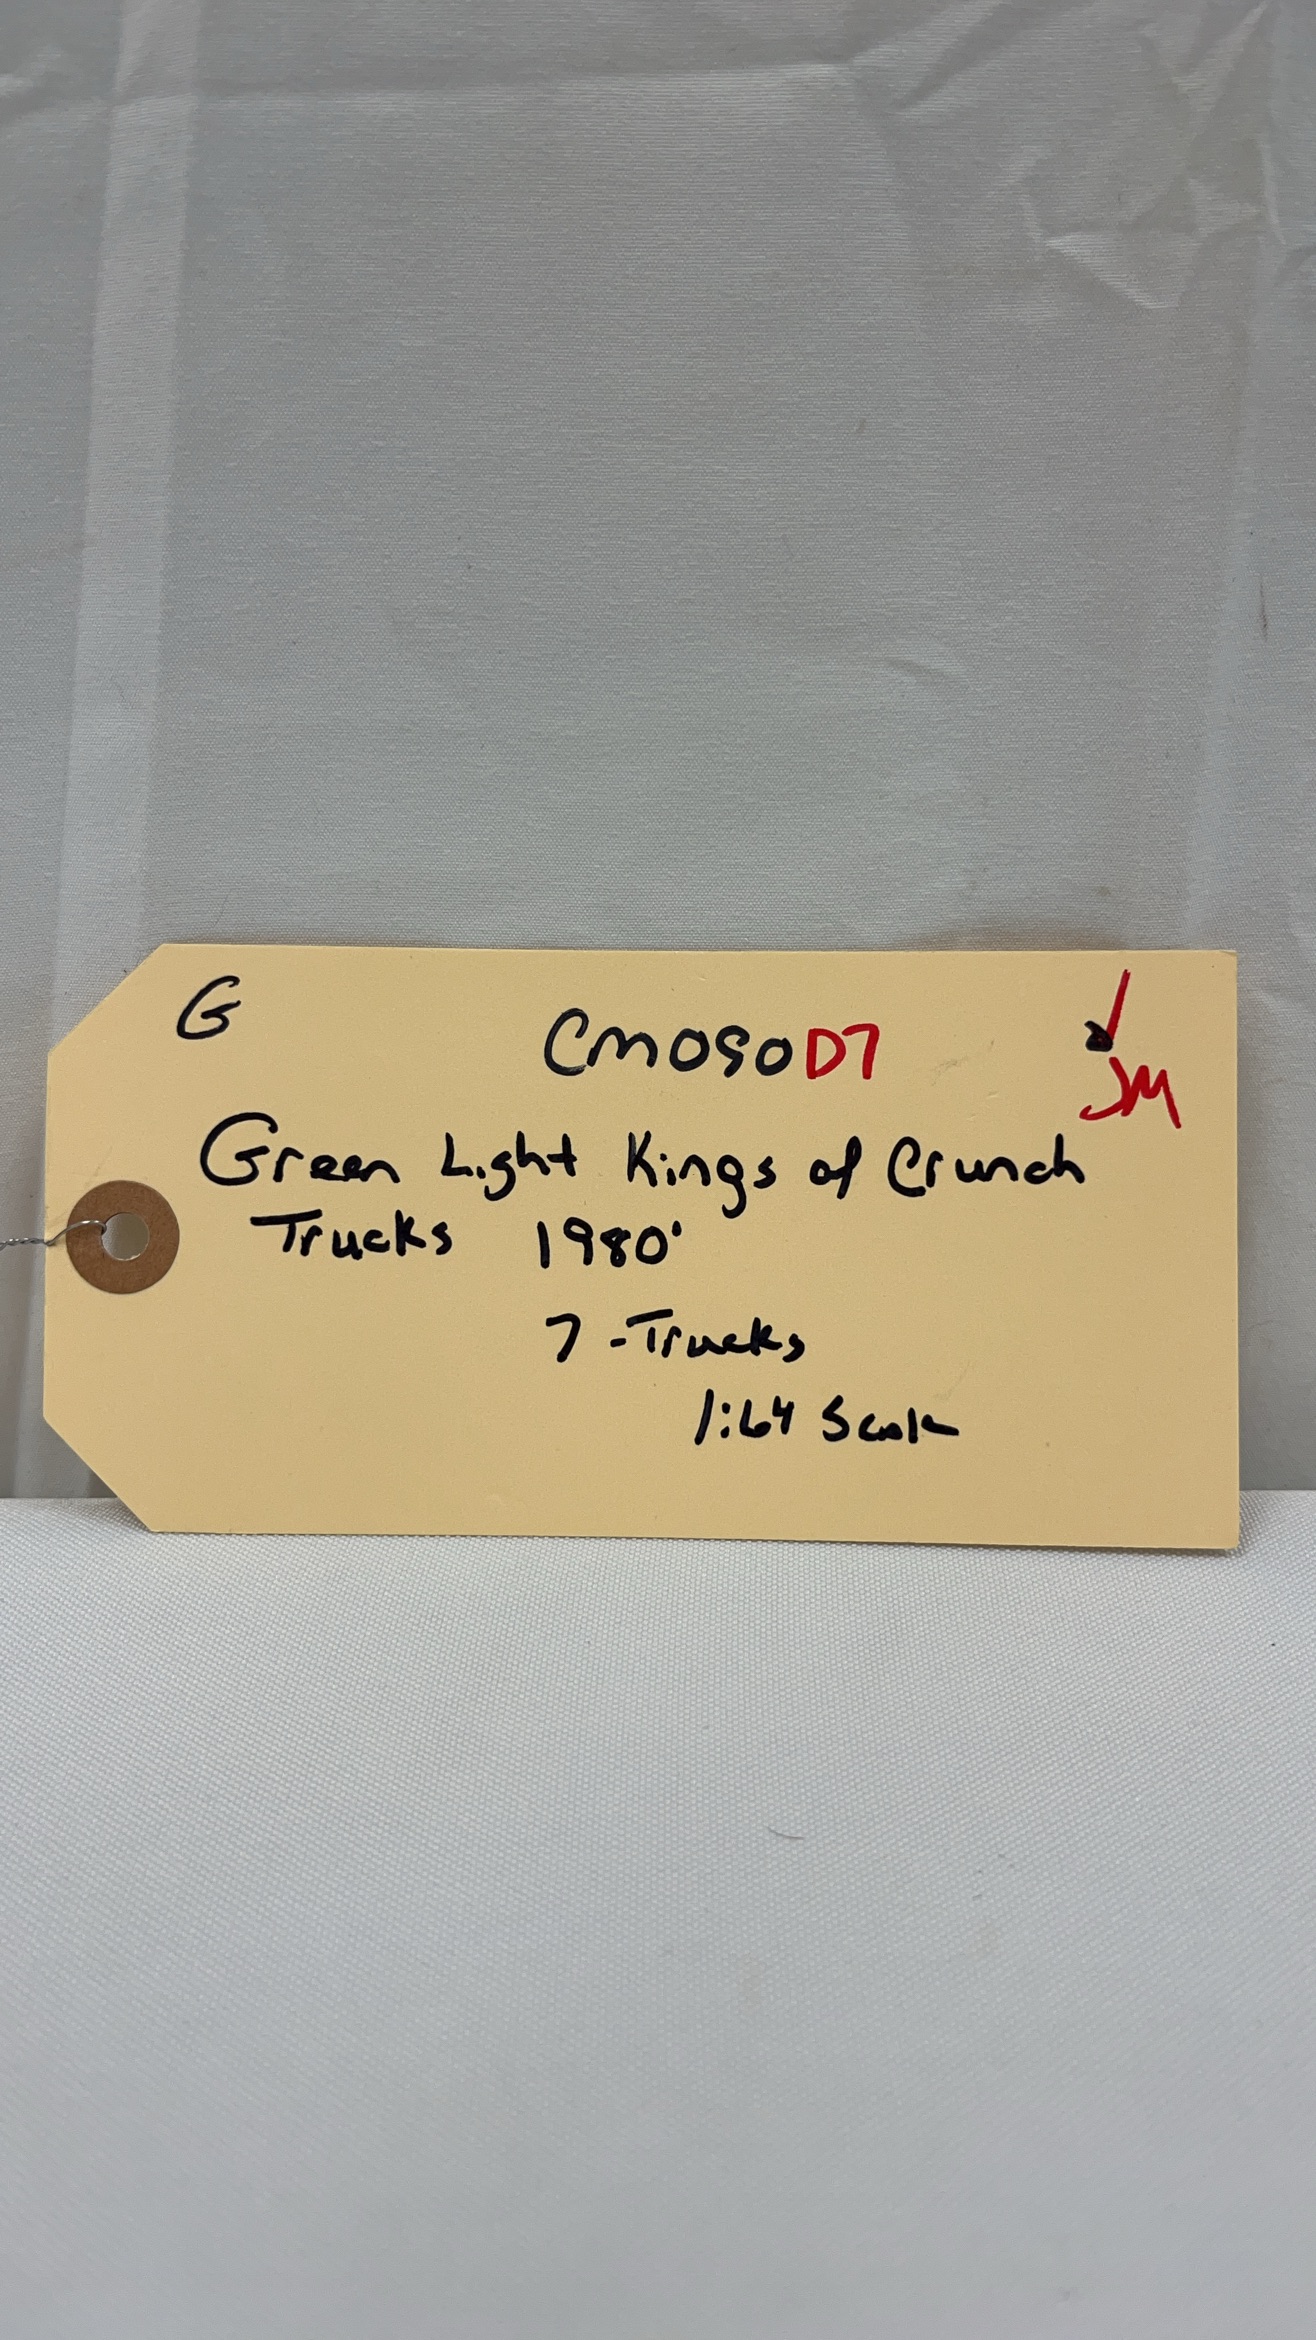 G
CM090D7
JM
Green Light Kings of Crunch
Trucks 1980'
7 - Trucks
1:64 Scale